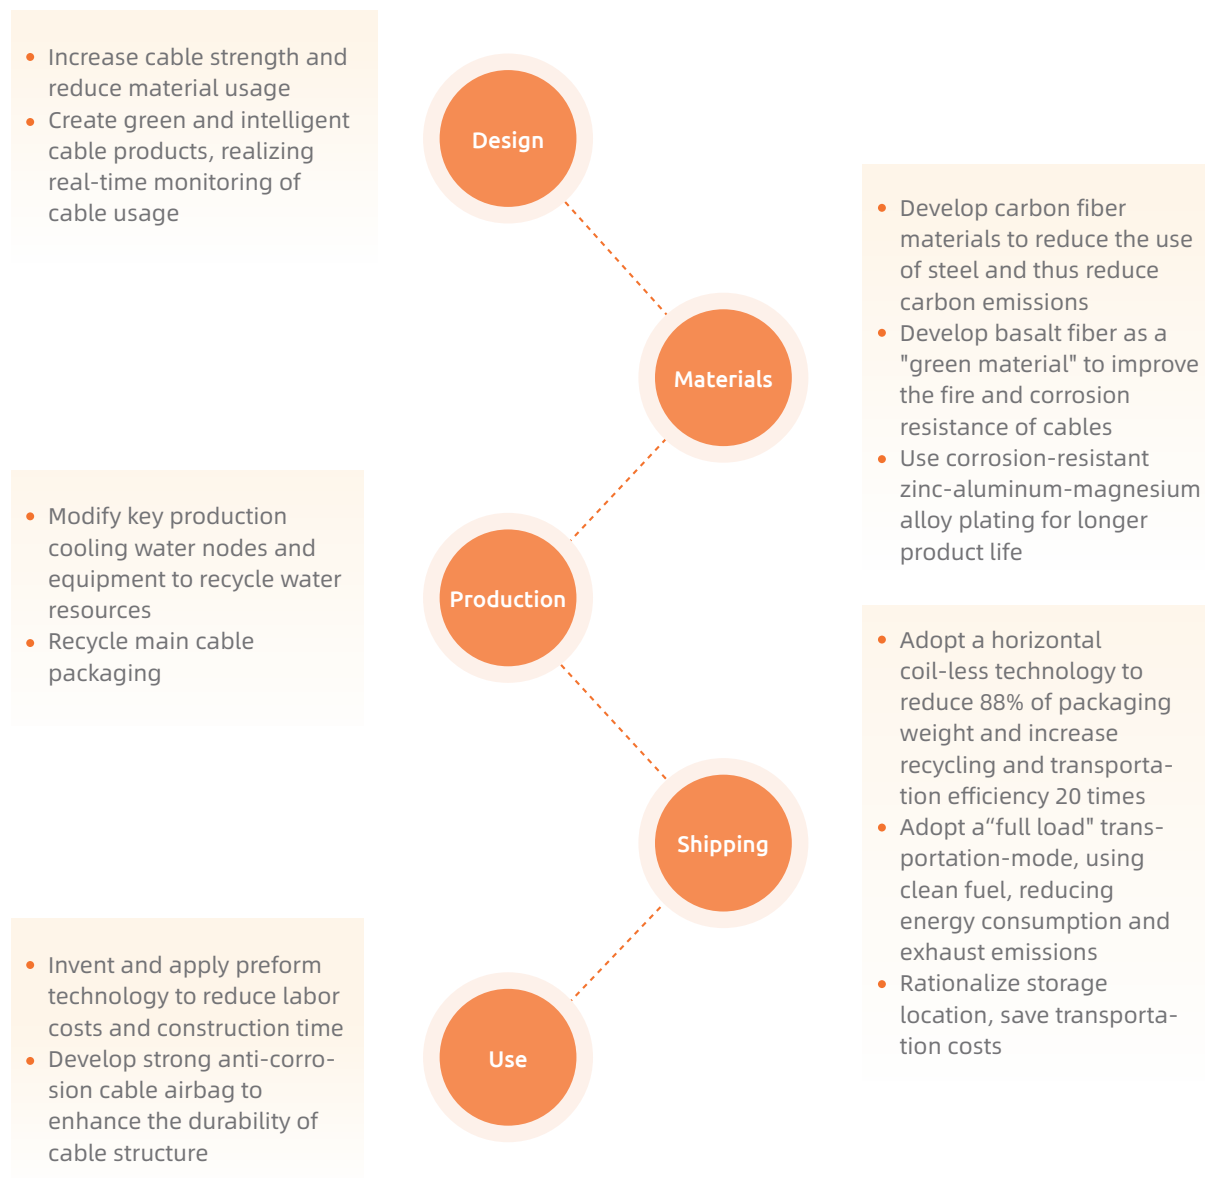 • Increase cable strength and
reduce material usage
• Create green and intelligent
cable products, realizing
real-time monitoring of
cable usage
Design
• Develop carbon fiber
materials to reduce the use
of steel and thus reduce
carbon emissions
• Develop basalt fiber as a
"green material" to improve
the fire and corrosion
resistance of cables
• Use corrosion-resistant
zinc-aluminum-magnesium
alloy plating for longer
product life
Materials
• Modify key production
cooling water nodes and
equipment to recycle water
resources
• Recycle main cable
packaging
Production
• Adopt a horizontal
coil-less technology to
reduce 88% of packaging
weight and increase
recycling and transporta-
tion efficiency 20 times
• Adopt a“full load" trans-
portation-mode, using
clean fuel, reducing
energy consumption and
exhaust emissions
• Rationalize storage
location, save transporta-
tion costs
Shipping
• Invent and apply preform
technology to reduce labor
costs and construction time
• Develop strong anti-corro-
sion cable airbag to
enhance the durability of
cable structure
Use